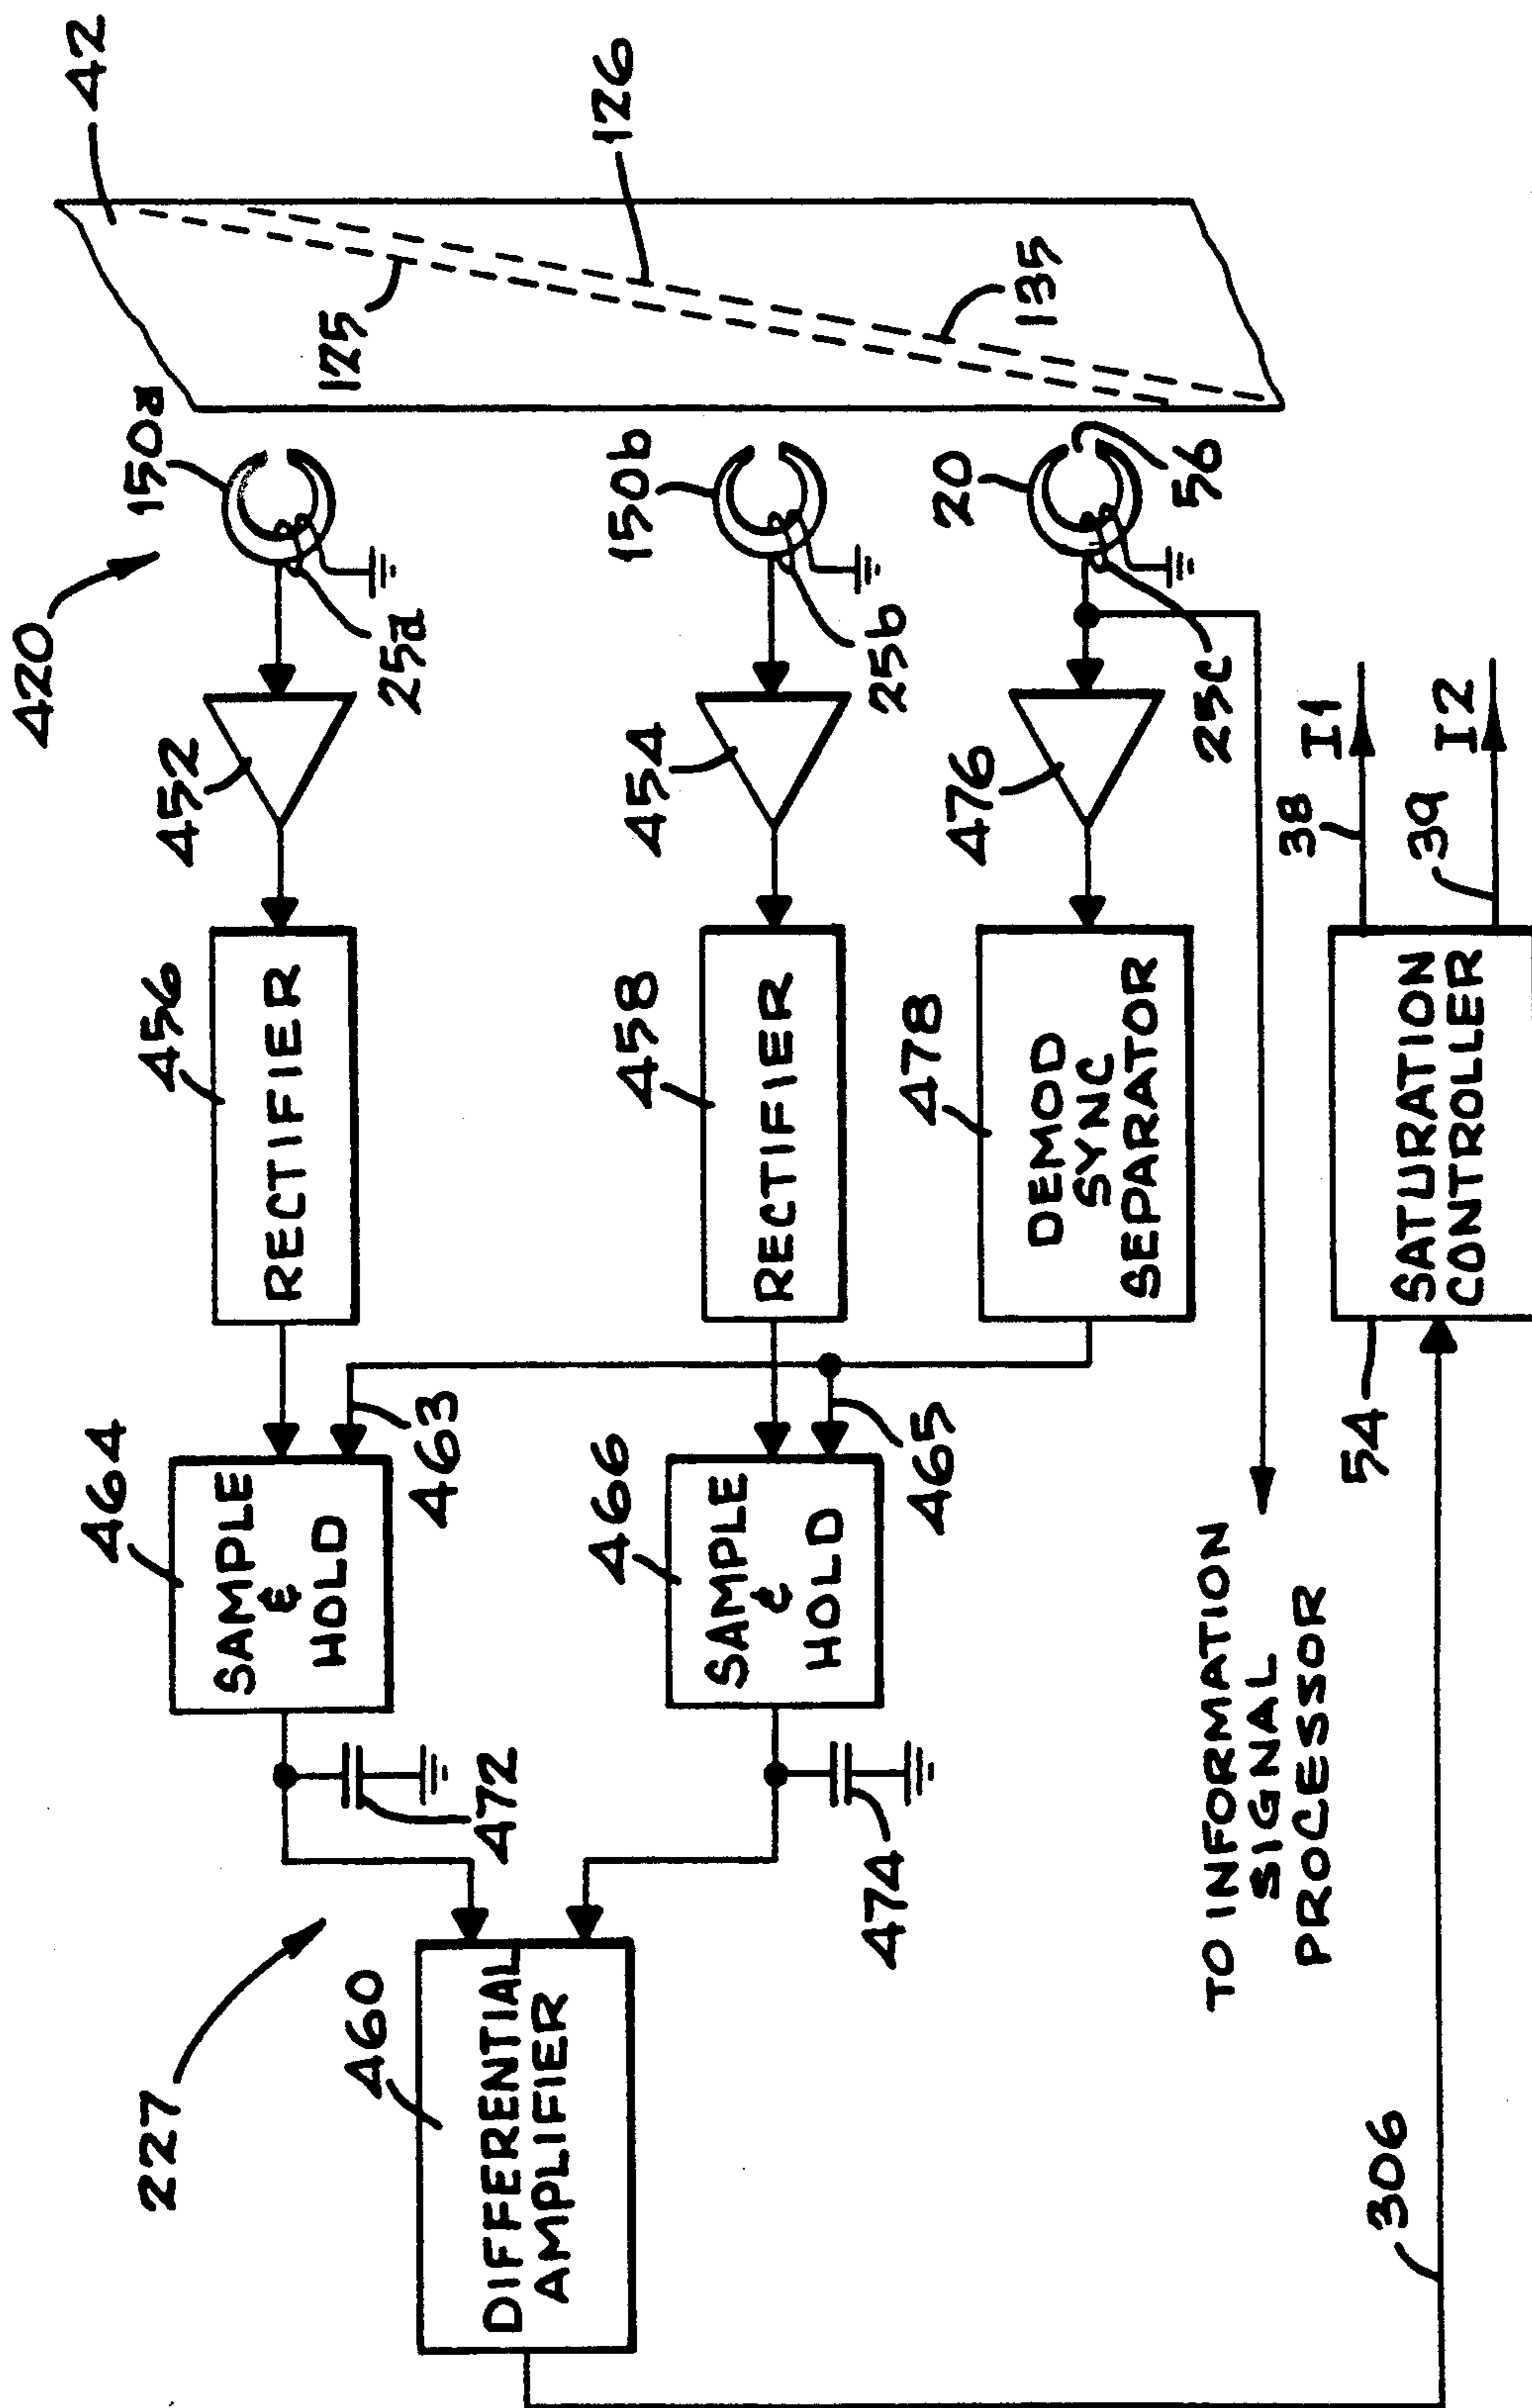 420
150a
42
125
126
135
452
25a
150b
454
25b
20
56
476
25c
456
RECTIFIER
458
RECTIFIER
478
DEMOD
SYNC
SEPARATOR
38
I1
39
I2
464
SAMPLE
&
HOLD
463
466
SAMPLE
&
HOLD
465
54
SATURATION
CONTROLLER
227
472
474
460
DIFFERENTIAL
AMPLIFIER
TO INFORMATION
SIGNAL
PROCESSOR
306